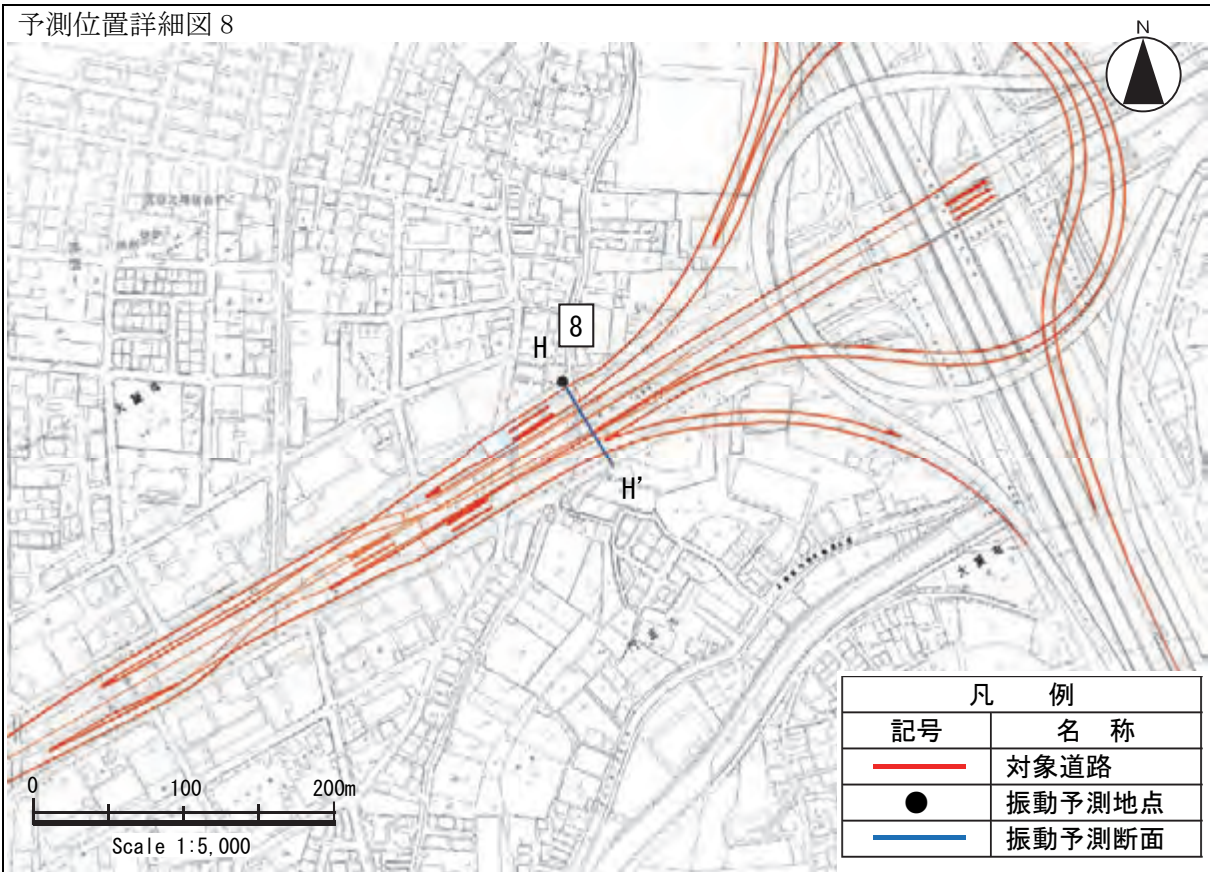 予測位置詳細図 8
N
8
H
H'
0 100 200m
Scale 1:5,000
凡 例
記号 名 称
対象道路
振動予測地点
振動予測断面